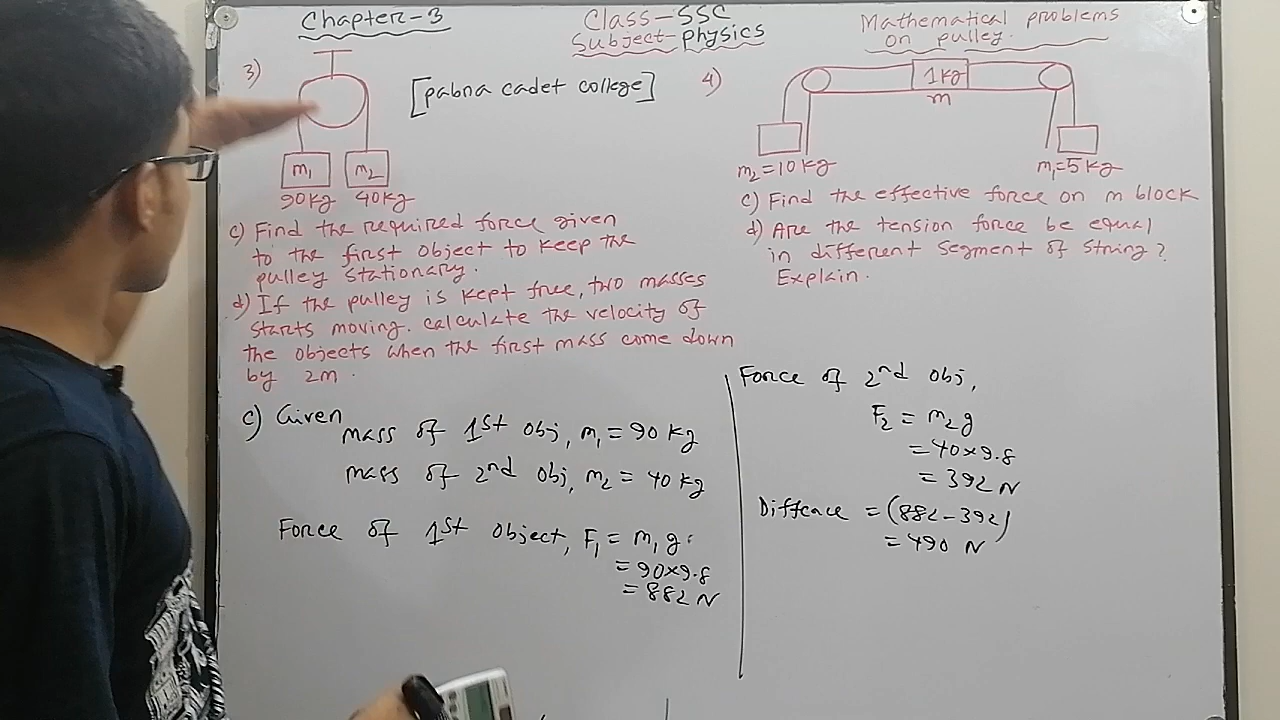 Chapter-3
Class-SSC
Subject-physics
Mathematical problems
on pulley.
3)
[pabna cadet college]
m₁
m₂
90kg 40kg
c) Find the required force given
to the first object to keep the
pulley stationary.
d) If the pulley is kept free, two masses
starts moving. calculate the velocity of
the objects when the first mass come down
by 2m.
4)
1kg
m
m₂=10kg
m₁=5kg
c) Find the effective force on m block
d) Are the tension force be equal
in different segment of string?
Explain.
c) Given
mass of 1st obj, m₁ = 90 kg
mass of 2nd obj, m₂ = 40 kg
Force of 1st object, F₁ = m₁g.
= 90×9.8
= 882 N
Force of 2nd obj,
F₂ = m₂g
= 40×9.8
= 392 N
Diffcace = (882-392)
= 490 N